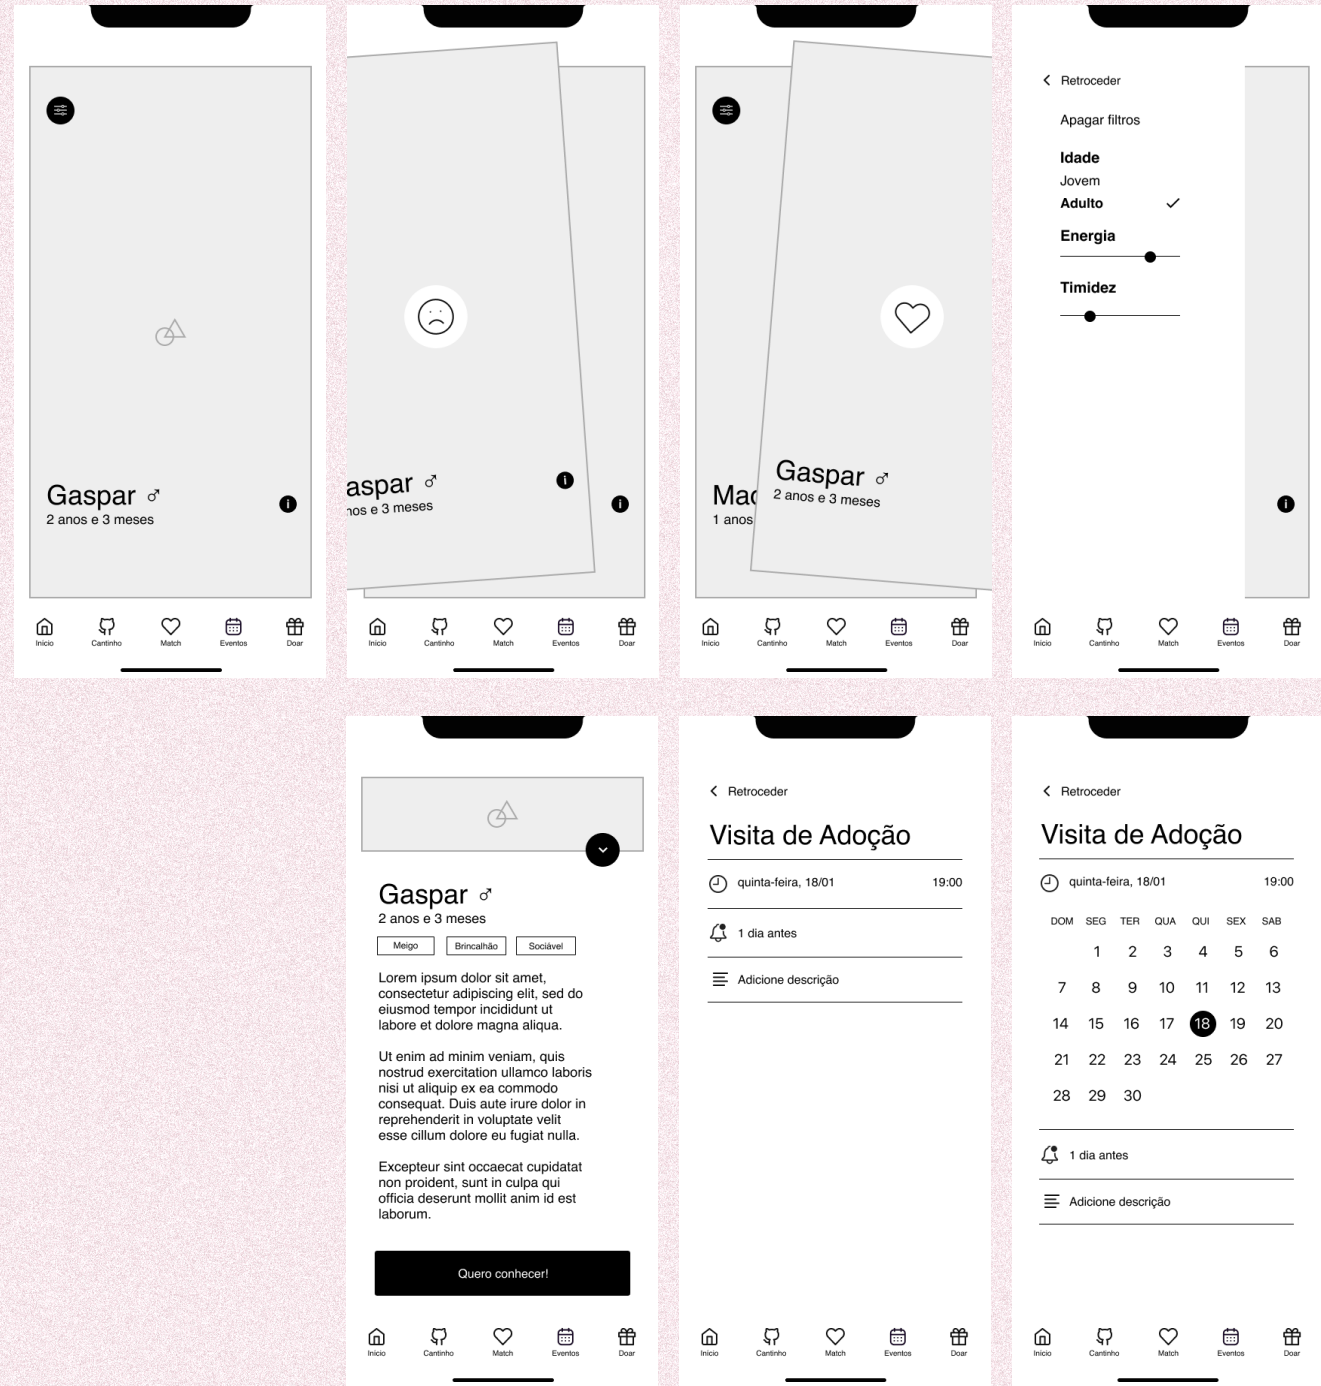 Gaspar ♂
2 anos e 3 meses
Início
Cantinho
Match
Eventos
Doar
aspar ♂
nos e 3 meses
Início
Cantinho
Match
Eventos
Doar
Mac
1 anos
Gaspar ♂
2 anos e 3 meses
Início
Cantinho
Match
Eventos
Doar
Retroceder
Apagar filtros
Idade
Jovem
Adulto
Energia
Timidez
Início
Cantinho
Match
Eventos
Doar
Gaspar ♂
2 anos e 3 meses
Meigo Brincalhão Sociável
Lorem ipsum dolor sit amet,
consectetur adipiscing elit, sed do
eiusmod tempor incididunt ut
labore et dolore magna aliqua.
Ut enim ad minim veniam, quis
nostrud exercitation ullamco laboris
nisi ut aliquip ex ea commodo
consequat. Duis aute irure dolor in
reprehenderit in voluptate velit
esse cillum dolore eu fugiat nulla.
Excepteur sint occaecat cupidatat
non proident, sunt in culpa qui
officia deserunt mollit anim id est
laborum.
Quero conhecer!
Início
Cantinho
Match
Eventos
Doar
Retroceder
Visita de Adoção
quinta-feira, 18/01 19:00
1 dia antes
Adicione descrição
Início
Cantinho
Match
Eventos
Doar
Retroceder
Visita de Adoção
quinta-feira, 18/01 19:00
DOM SEG TER QUA QUI SEX SAB
1 2 3 4 5 6
7 8 9 10 11 12 13
14 15 16 17 18 19 20
21 22 23 24 25 26 27
28 29 30
1 dia antes
Adicione descrição
Início
Cantinho
Match
Eventos
Doar